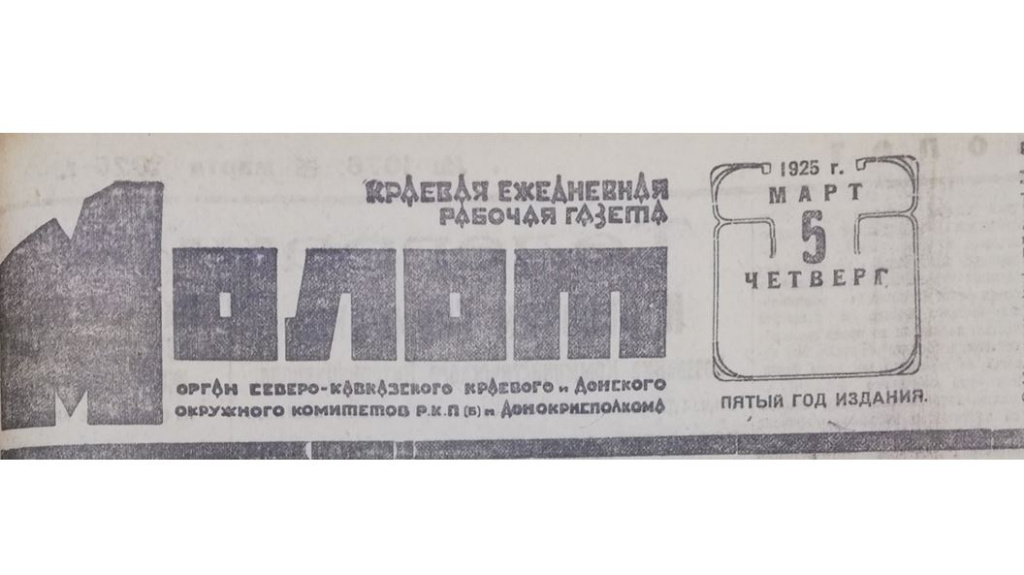 КРАЕВАЯ ЕЖЕДНЕВНАЯ
РАБОЧАЯ ГАЗЕТА
МОЛОТ
ОРГАН СЕВЕРО-КАВКАЗСКОГО КРАЕВОГО и ДОНСКОГО
ОКРУЖНОГО КОМИТЕТОВ Р.К.П (Б) и ДОНОКРИСПОЛКОМА
1925 г.
МАРТ
5
ЧЕТВЕРГ
ПЯТЫЙ ГОД ИЗДАНИЯ.